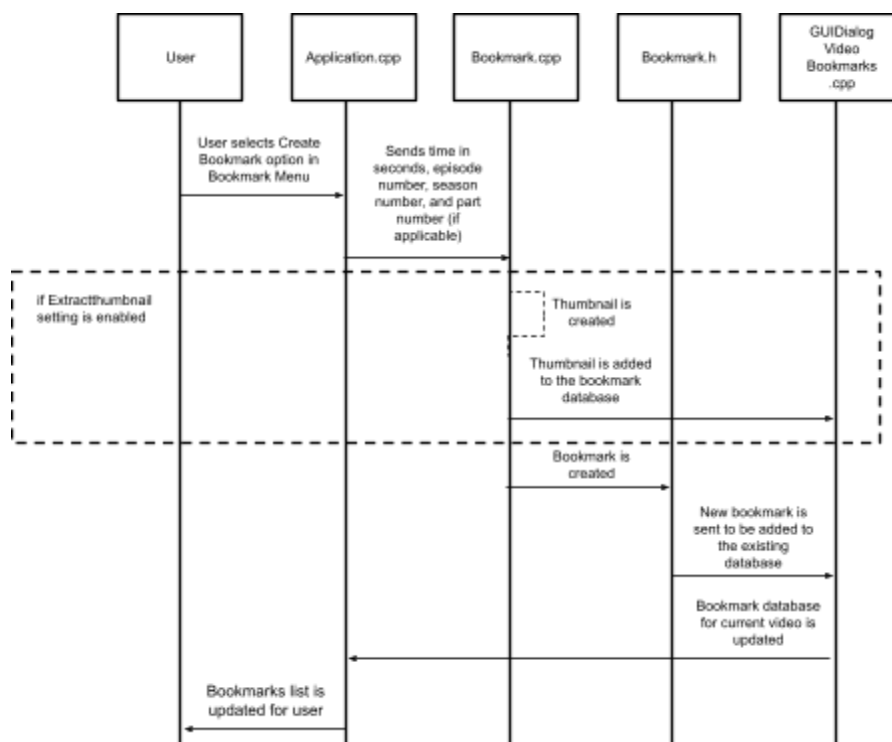 User
Application.cpp
Bookmark.cpp
Bookmark.h
GUIDialog
Video
Bookmarks
.cpp
User selects Create
Bookmark option in
Bookmark Menu
Sends time in
seconds, episode
number, season
number, and part
number (if
applicable)
if Extractthumbnail
setting is enabled
Thumbnail is
created
Thumbnail is added
to the bookmark
database
Bookmark is
created
New bookmark is
sent to be added to
the existing
database
Bookmark database
for current video is
updated
Bookmarks list is
updated for user